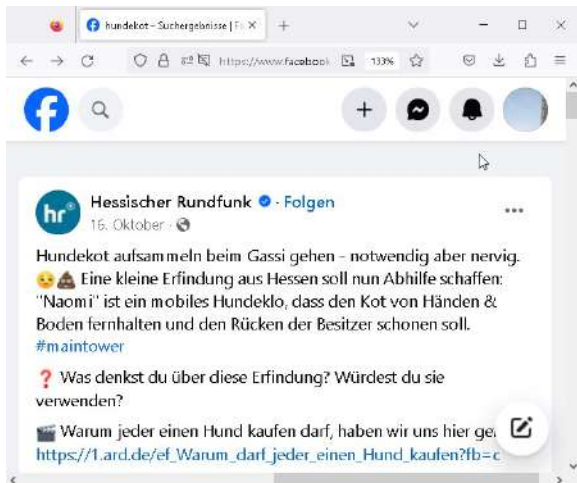 hundekot – Suchergebnisse | F
https://www.facebook
133%
Hessischer Rundfunk · Folgen
16. Oktober ·
hr
Hundekot aufsammeln beim Gassi gehen – notwendig aber nervig.
😔💩 Eine kleine Erfindung aus Hessen soll nun Abhilfe schaffen:
"Naomi" ist ein mobiles Hundeklo, dass den Kot von Händen &
Boden fernhalten und den Rücken der Besitzer schonen soll.
#maintower
❓ Was denkst du über diese Erfindung? Würdest du sie
verwenden?
🎬 Warum jeder einen Hund kaufen darf, haben wir uns hier
https://1.ard.de/ef_Warum_darf_jeder_einen_Hund_kaufen?fb=c